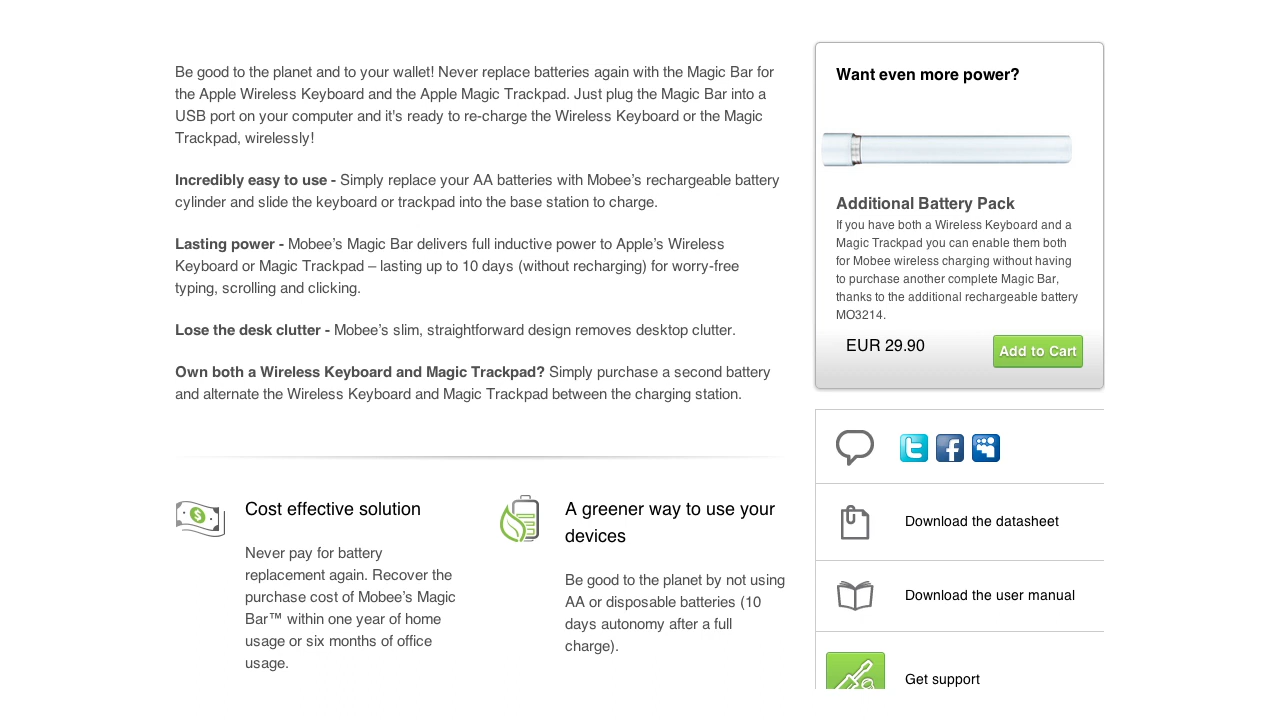 Be good to the planet and to your wallet! Never replace batteries again with the Magic Bar for
the Apple Wireless Keyboard and the Apple Magic Trackpad. Just plug the Magic Bar into a
USB port on your computer and it's ready to re-charge the Wireless Keyboard or the Magic
Trackpad, wirelessly!
Incredibly easy to use - Simply replace your AA batteries with Mobee’s rechargeable battery
cylinder and slide the keyboard or trackpad into the base station to charge.
Lasting power - Mobee’s Magic Bar delivers full inductive power to Apple’s Wireless
Keyboard or Magic Trackpad – lasting up to 10 days (without recharging) for worry-free
typing, scrolling and clicking.
Lose the desk clutter - Mobee’s slim, straightforward design removes desktop clutter.
Own both a Wireless Keyboard and Magic Trackpad? Simply purchase a second battery
and alternate the Wireless Keyboard and Magic Trackpad between the charging station.
Cost effective solution
Never pay for battery
replacement again. Recover the
purchase cost of Mobee’s Magic
Bar™ within one year of home
usage or six months of office
usage.
A greener way to use your
devices
Be good to the planet by not using
AA or disposable batteries (10
days autonomy after a full
charge).
Want even more power?
Additional Battery Pack
If you have both a Wireless Keyboard and a
Magic Trackpad you can enable them both
for Mobee wireless charging without having
to purchase another complete Magic Bar,
thanks to the additional rechargeable battery
MO3214.
EUR 29.90
Add to Cart
Download the datasheet
Download the user manual
Get support